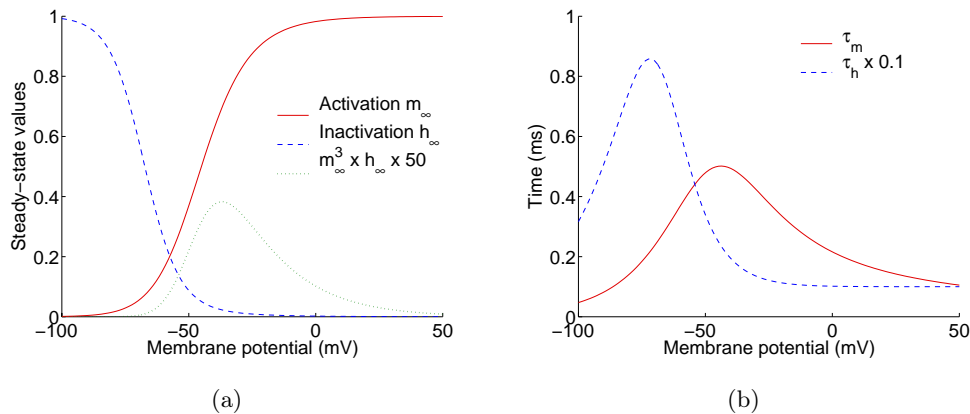 1
0.8
0.6
0.4
0.2
0
−100
−50
0
50
Steady−state values
Membrane potential (mV)
Activation m∞
Inactivation h∞
m³∞ x h∞ x 50
(a)
1
0.8
0.6
0.4
0.2
0
−100
−50
0
50
Time (ms)
Membrane potential (mV)
τm
τh x 0.1
(b)